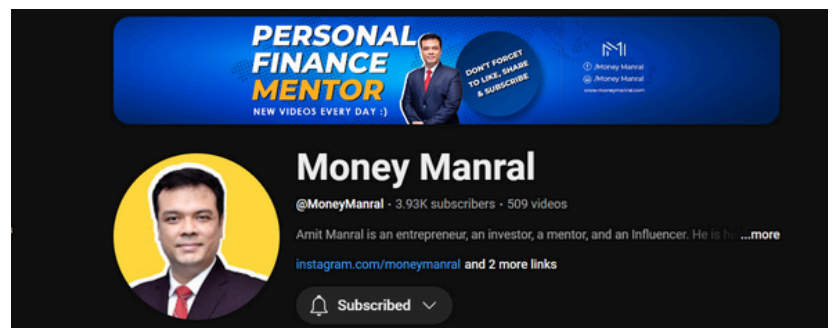 PERSONAL
FINANCE
MENTOR
NEW VIDEOS EVERY DAY :)
DON'T FORGET
TO LIKE, SHARE
& SUBSCRIBE
/Money Manral
/Money Manral
www.moneymanral.com
Money Manral
@MoneyManral • 3.93K subscribers • 509 videos
Amit Manral is an entrepreneur, an investor, a mentor, and an Influencer. He is ...more
instagram.com/moneymanral and 2 more links
Subscribed